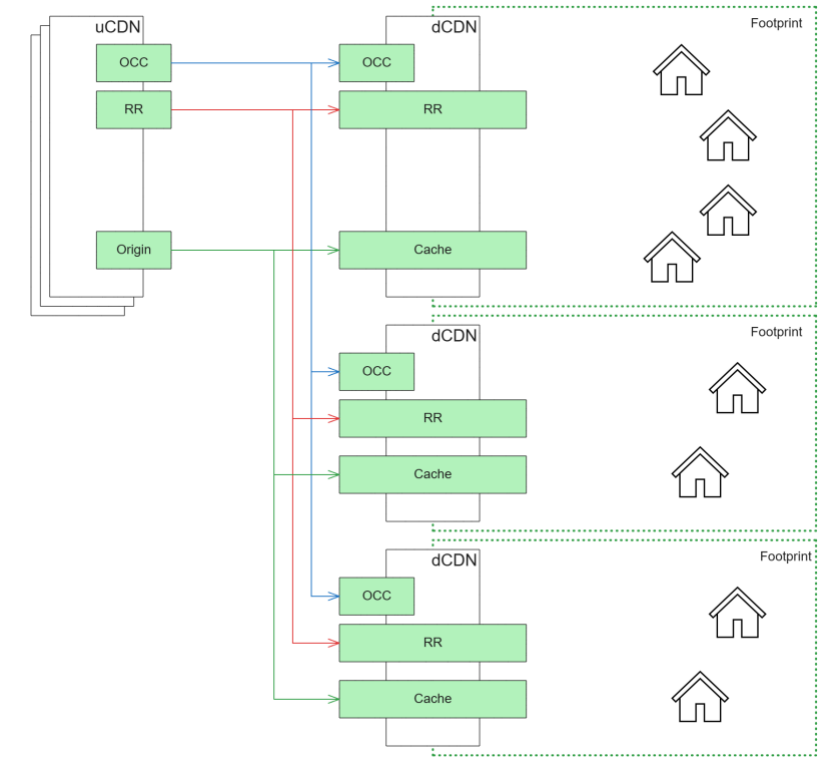 uCDN
OCC
RR
Origin
dCDN
OCC
RR
Cache
Footprint
dCDN
OCC
RR
Cache
Footprint
dCDN
OCC
RR
Cache
Footprint